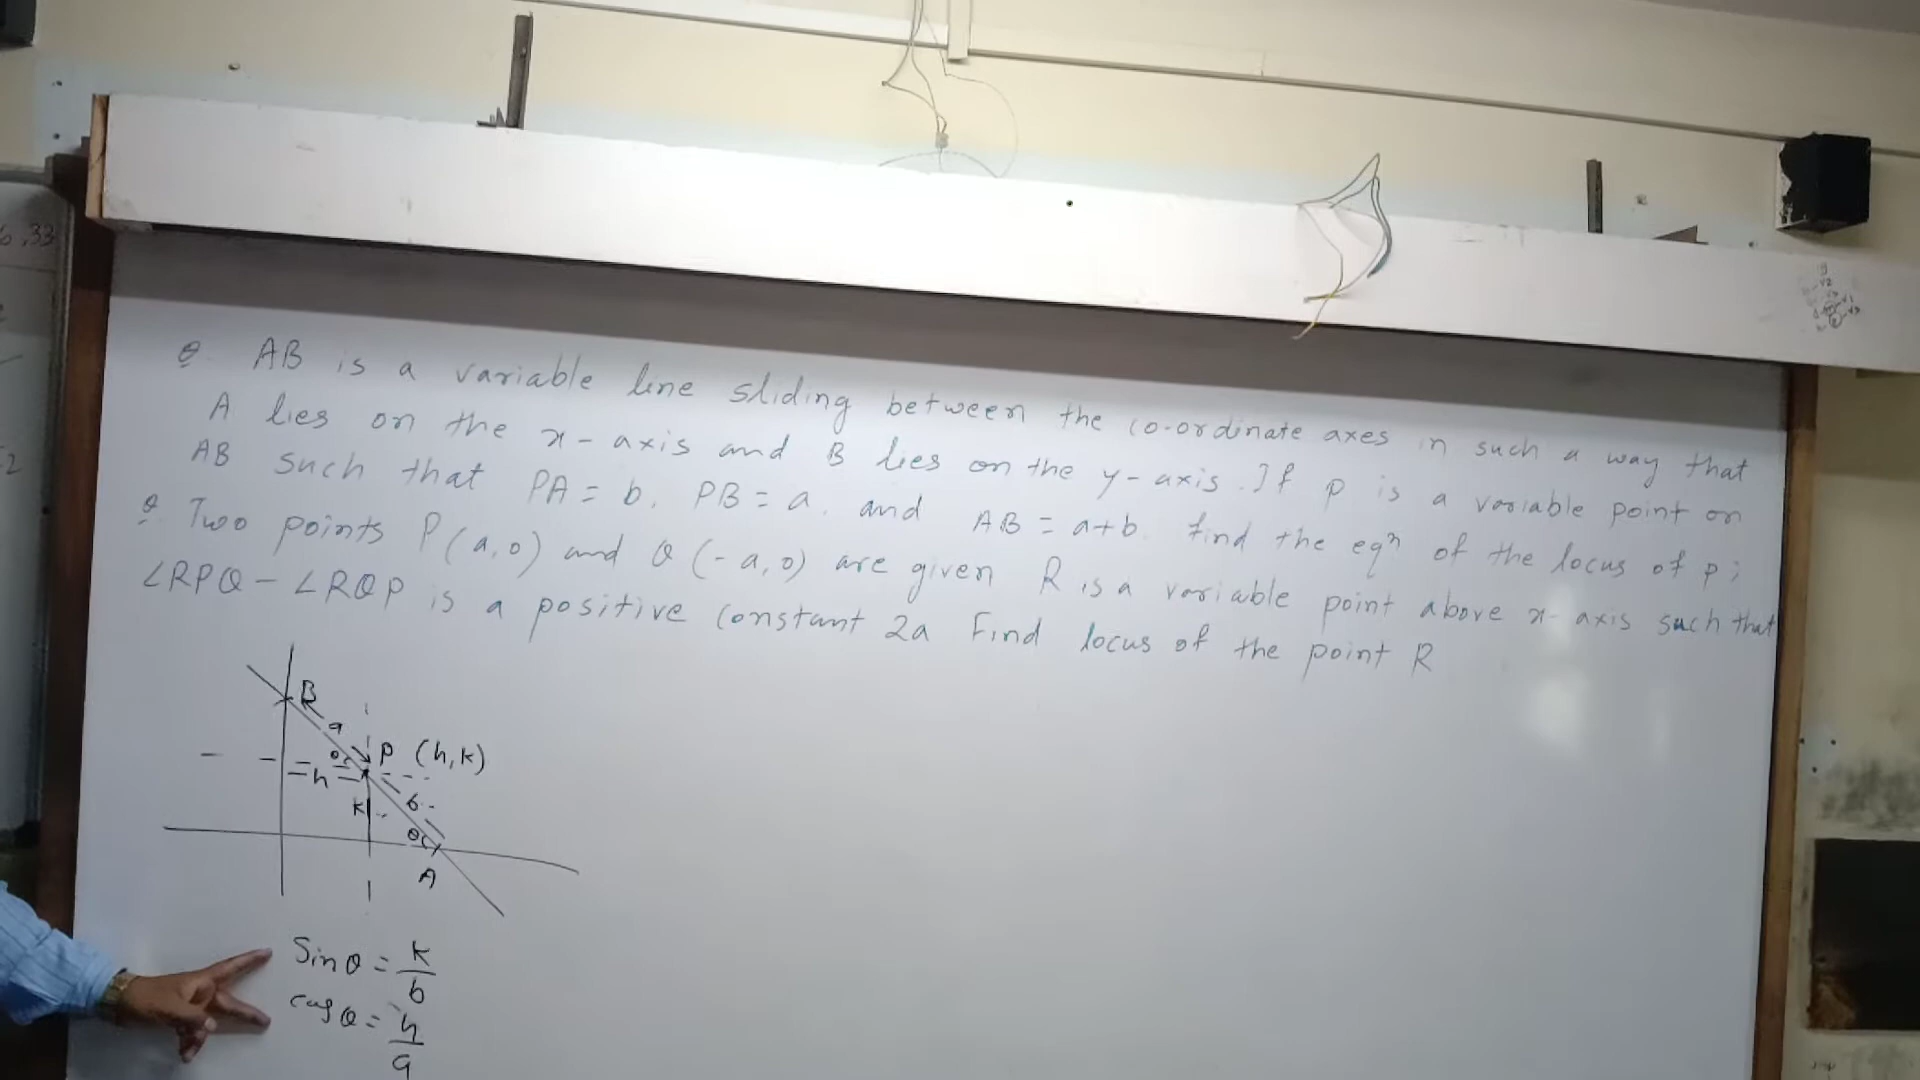 Q. AB is a variable line sliding between the co-ordinate axes in such a way that
A lies on the x-axis and B lies on the y-axis. If P is a variable point on
AB such that PA = b, PB = a, and AB = a+b. find the eqn of the locus of P;
Q. Two points P(a,0) and Q(-a,0) are given R is a variable point above x-axis such that
∠RPQ - ∠RQP is a positive constant 2a Find locus of the point R
B
a
P (h,k)
θ
h
b
K
θ
A
Sin θ = k/b
cos θ = h/a